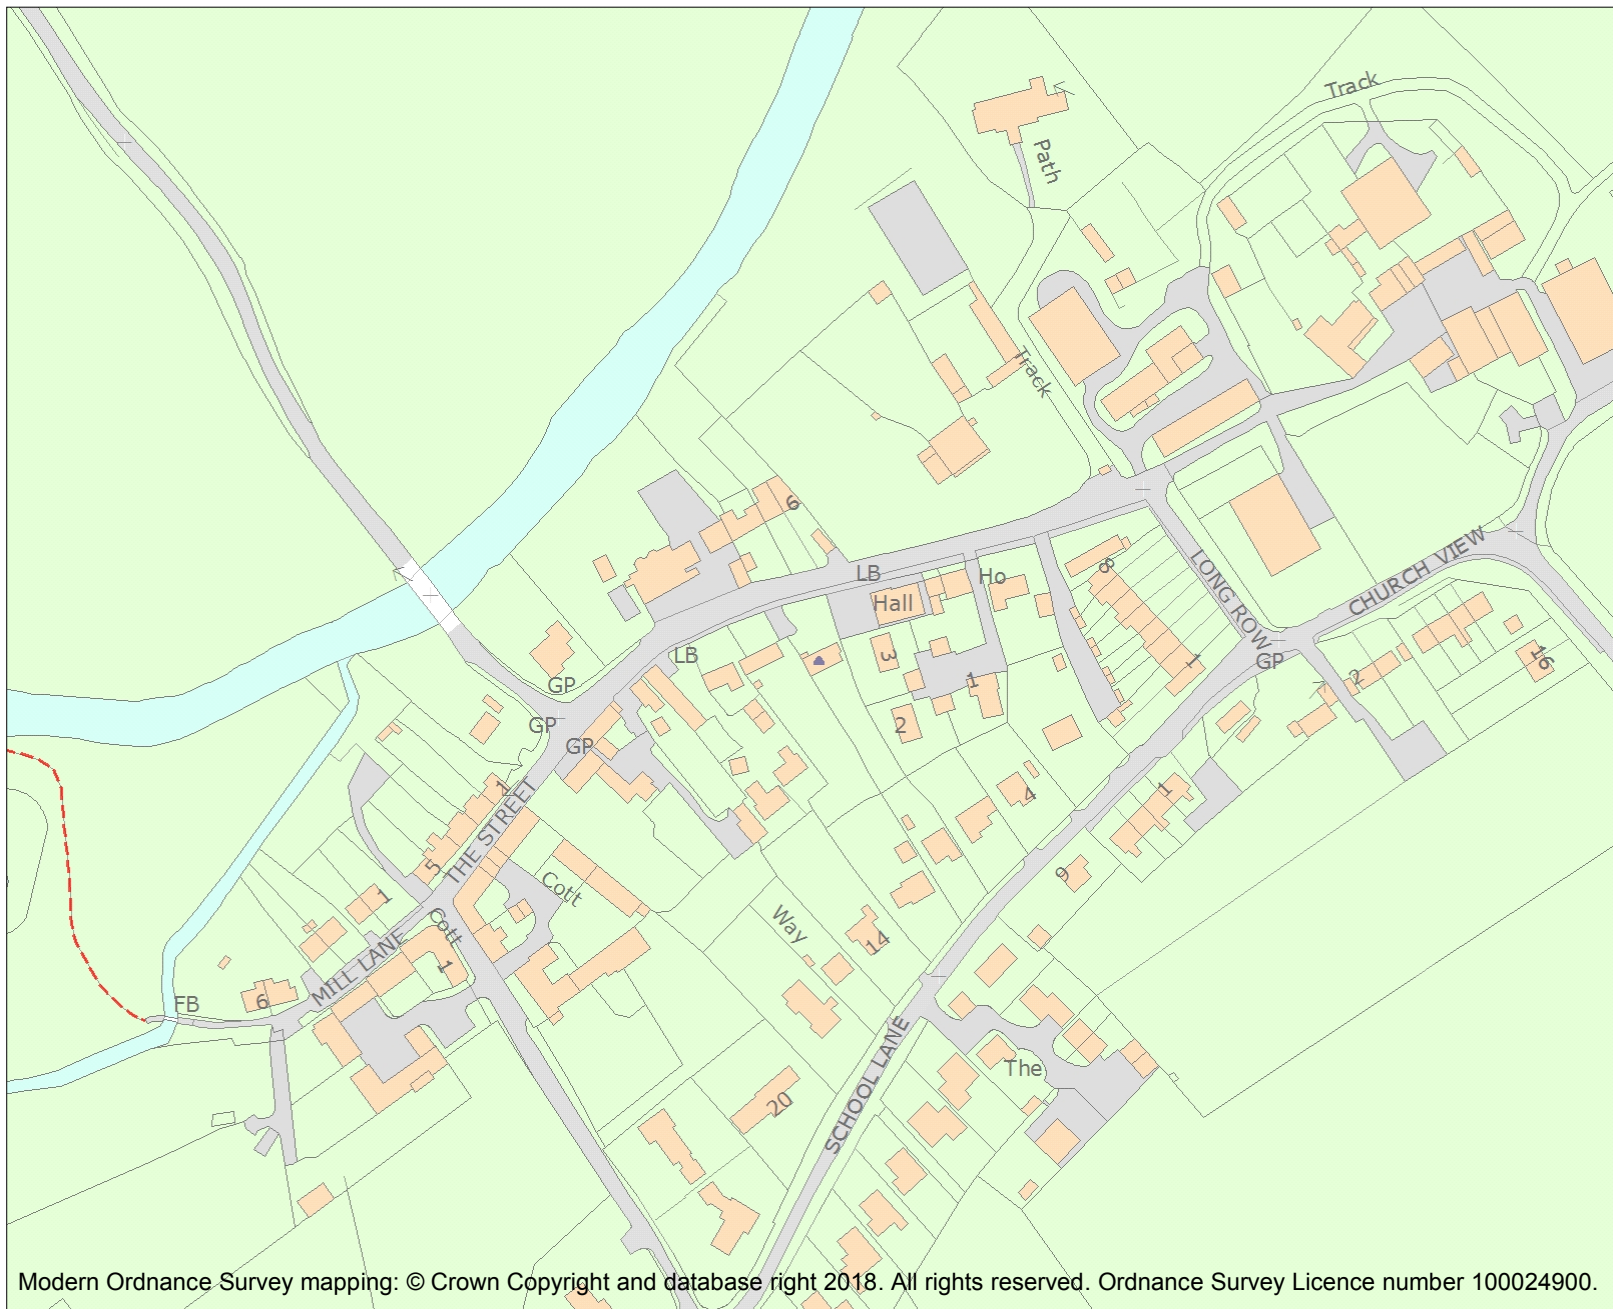 Track
Path
Track
6
LB
Ho
Hall
8
LONG ROW
CHURCH VIEW
3
LB
1
1
GP
2
16
GP
GP
2
GP
1
4
1
THE STREET
5
9
Cott
1
Way
Cott
14
MILL LANE
1
6
FB
The
SCHOOL LANE
20
Modern Ordnance Survey mapping: © Crown Copyright and database right 2018. All rights reserved. Ordnance Survey Licence number 100024900.